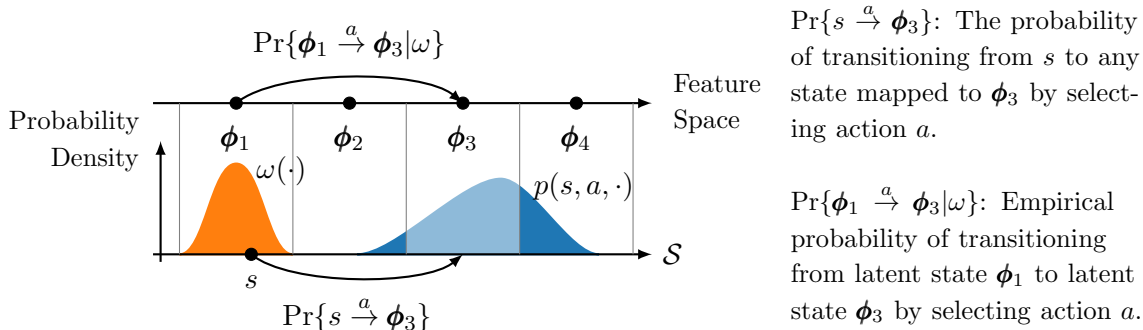 Pr{ϕ₁ →ᵃ ϕ₃|ω}
Feature
Space
Probability
Density
ϕ₁ ϕ₂ ϕ₃ ϕ₄
ω(·)
p(s, a, ·)
𝒮
s
Pr{s →ᵃ ϕ₃}
Pr{s →ᵃ ϕ₃}: The probability
of transitioning from s to any
state mapped to ϕ₃ by select-
ing action a.
Pr{ϕ₁ →ᵃ ϕ₃|ω}: Empirical
probability of transitioning
from latent state ϕ₁ to latent
state ϕ₃ by selecting action a.